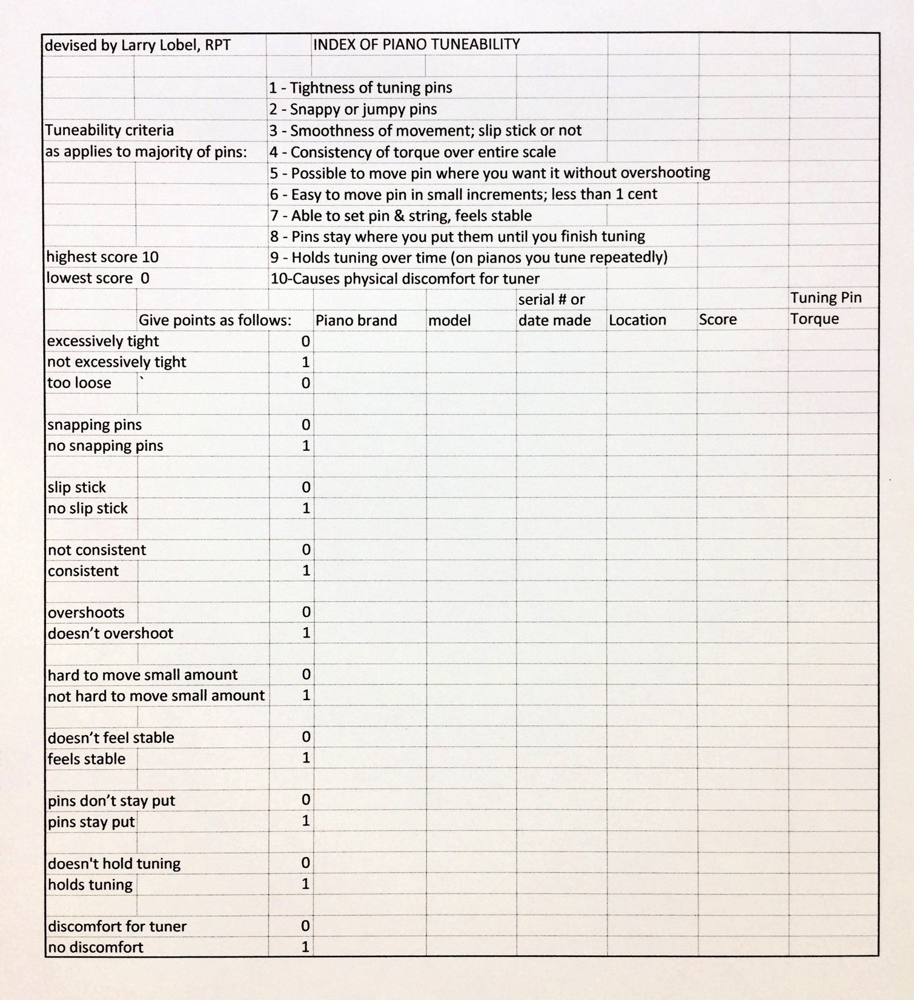 devised by Larry Lobel, RPT INDEX OF PIANO TUNEABILITY
1 - Tightness of tuning pins
2 - Snappy or jumpy pins
Tuneability criteria 3 - Smoothness of movement; slip stick or not
as applies to majority of pins: 4 - Consistency of torque over entire scale
5 - Possible to move pin where you want it without overshooting
6 - Easy to move pin in small increments; less than 1 cent
7 - Able to set pin & string, feels stable
8 - Pins stay where you put them until you finish tuning
highest score 10 9 - Holds tuning over time (on pianos you tune repeatedly)
lowest score 0 10-Causes physical discomfort for tuner
serial # or Tuning Pin
Give points as follows: Piano brand model date made Location Score Torque
excessively tight 0
not excessively tight 1
too loose ` 0
snapping pins 0
no snapping pins 1
slip stick 0
no slip stick 1
not consistent 0
consistent 1
overshoots 0
doesn’t overshoot 1
hard to move small amount 0
not hard to move small amount 1
doesn’t feel stable 0
feels stable 1
pins don’t stay put 0
pins stay put 1
doesn't hold tuning 0
holds tuning 1
discomfort for tuner 0
no discomfort 1